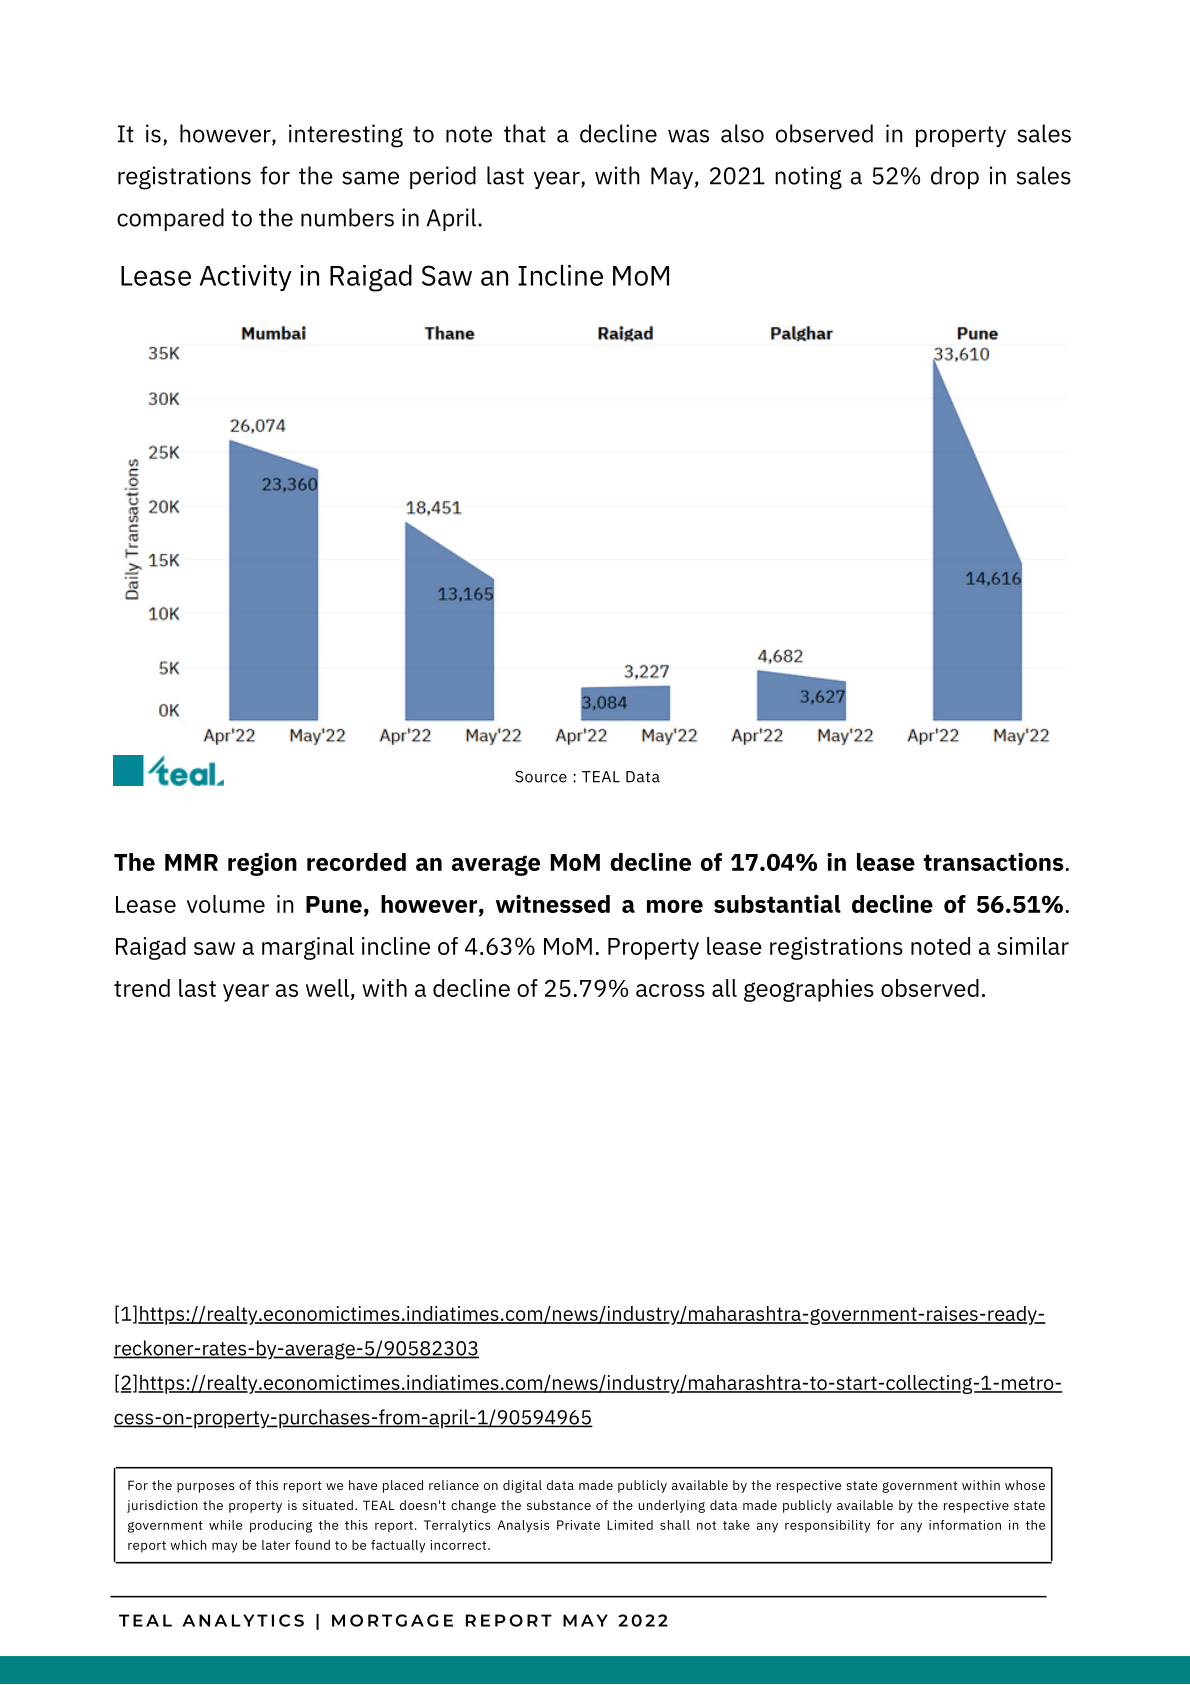 It is, however, interesting to note that a decline was also observed in property sales
registrations for the same period last year, with May, 2021 noting a 52% drop in sales
compared to the numbers in April.
Lease Activity in Raigad Saw an Incline MoM
Mumbai Thane Raigad Palghar Pune
Daily Transactions
35K
30K
25K
20K
15K
10K
5K
0K
26,074
23,360
18,451
13,165
3,084
3,227
4,682
3,627
33,610
14,616
Apr'22 May'22 Apr'22 May'22 Apr'22 May'22 Apr'22 May'22 Apr'22 May'22
teal.
Source : TEAL Data
The MMR region recorded an average MoM decline of 17.04% in lease transactions.
Lease volume in Pune, however, witnessed a more substantial decline of 56.51%.
Raigad saw a marginal incline of 4.63% MoM. Property lease registrations noted a similar
trend last year as well, with a decline of 25.79% across all geographies observed.
[1]https://realty.economictimes.indiatimes.com/news/industry/maharashtra-government-raises-ready-
reckoner-rates-by-average-5/90582303
[2]https://realty.economictimes.indiatimes.com/news/industry/maharashtra-to-start-collecting-1-metro-
cess-on-property-purchases-from-april-1/90594965
For the purposes of this report we have placed reliance on digital data made publicly available by the respective state government within whose
jurisdiction the property is situated. TEAL doesn't change the substance of the underlying data made publicly available by the respective state
government while producing the this report. Terralytics Analysis Private Limited shall not take any responsibility for any information in the
report which may be later found to be factually incorrect.
TEAL ANALYTICS | MORTGAGE REPORT MAY 2022